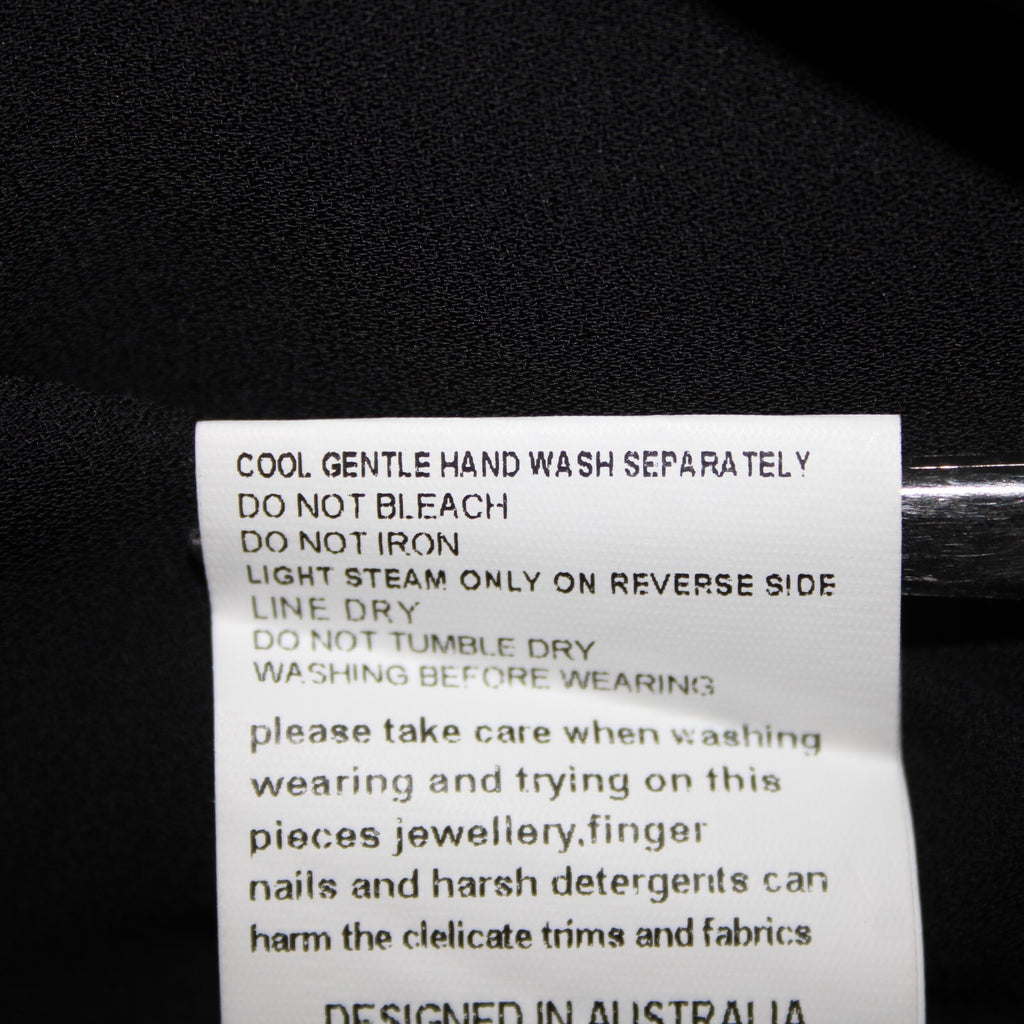 COOL GENTLE HAND WASH SEPARATELY
DO NOT BLEACH
DO NOT IRON
LIGHT STEAM ONLY ON REVERSE SIDE
LINE DRY
DO NOT TUMBLE DRY
WASHING BEFORE WEARING
please take care when washing
wearing and trying on this
pieces jewellery,finger
nails and harsh detergents can
harm the delicate trims and fabrics
DESIGNED IN AUSTRALIA